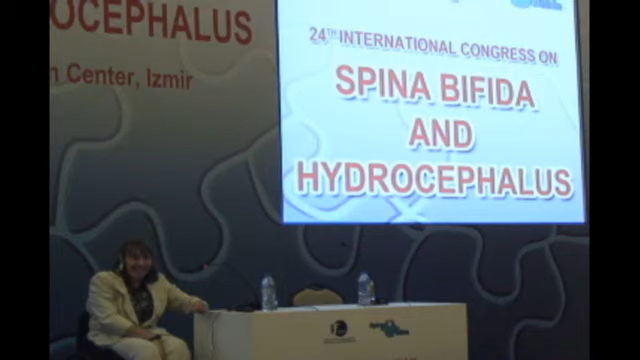 OCEPHALUS
n Center, Izmir
24TH INTERNATIONAL CONGRESS ON
SPINA BIFIDA
AND
HYDROCEPHALUS